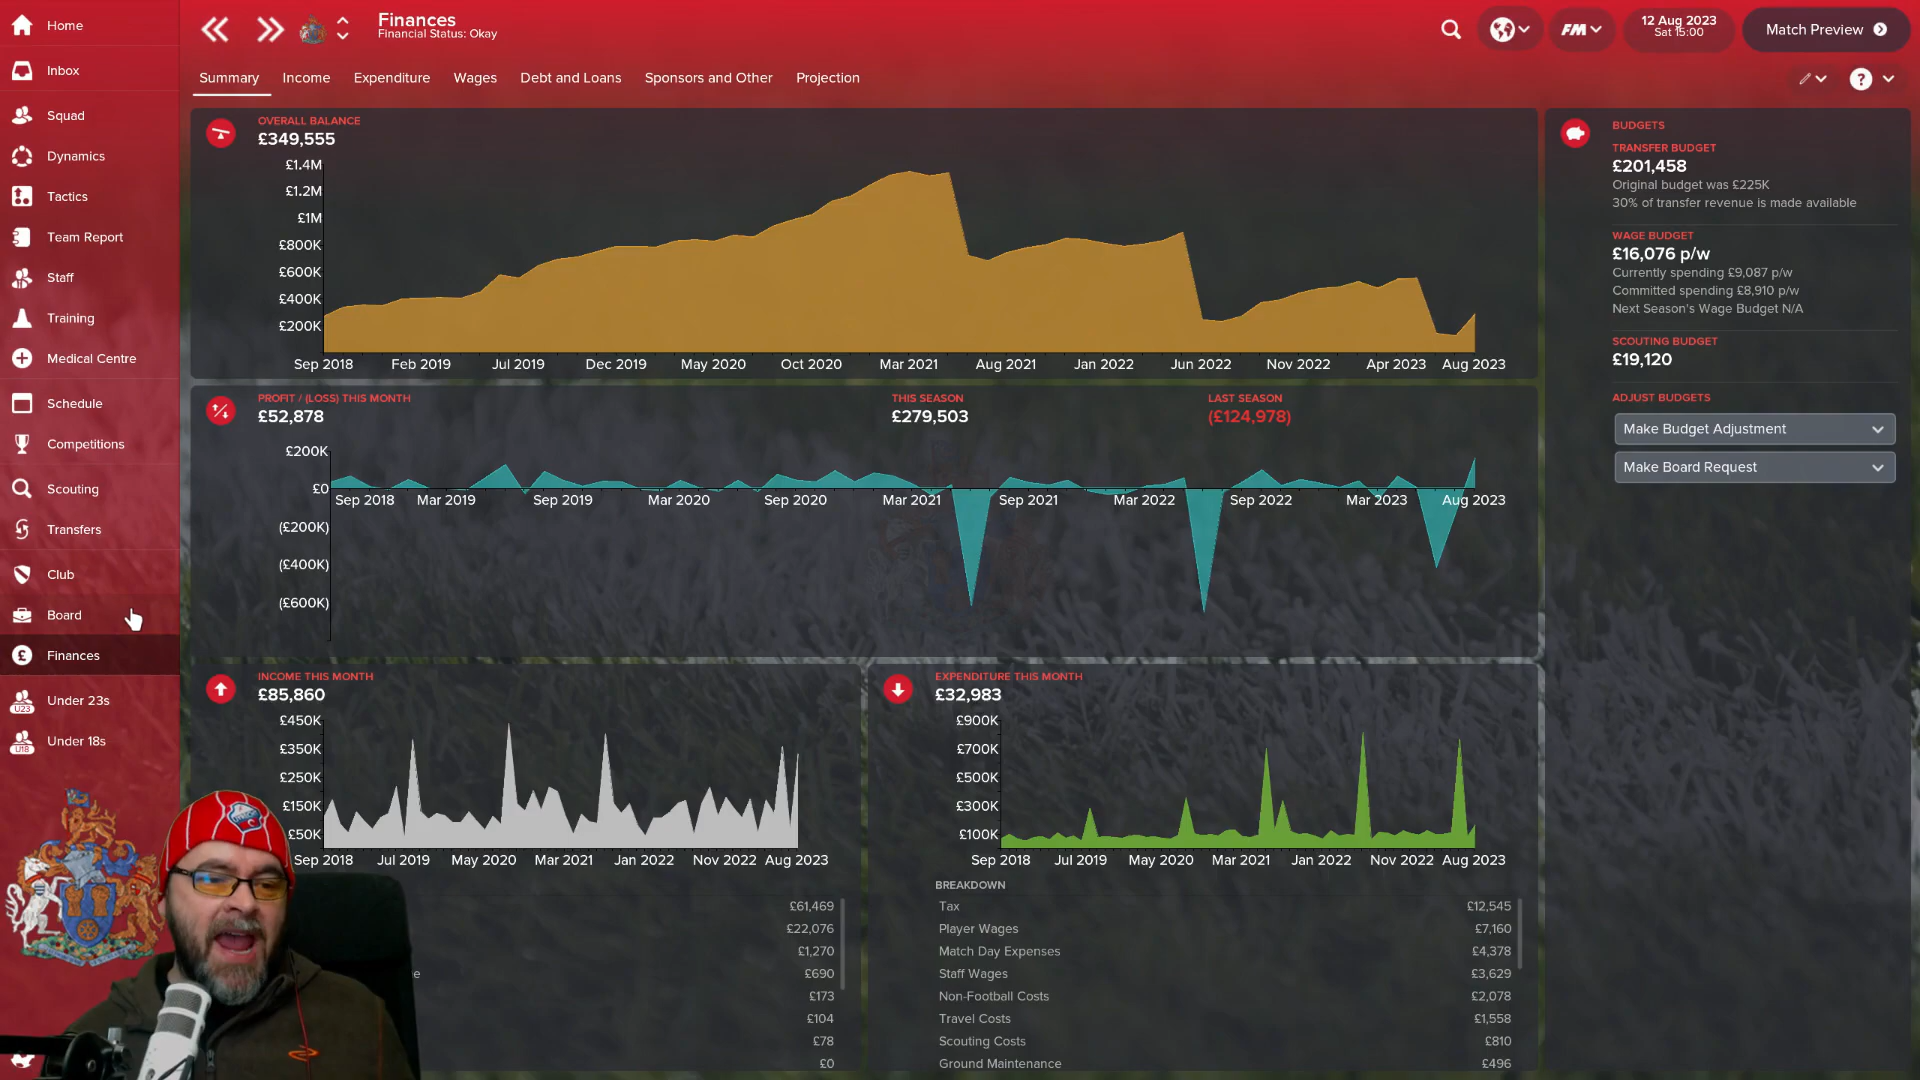 Home
Inbox
Squad
Dynamics
Tactics
Team Report
Staff
Training
Medical Centre
Schedule
Competitions
Scouting
Transfers
Club
Board
Finances
Under 23s
Under 18s
U23
U18
Finances
Financial Status: Okay
FM
12 Aug 2023
Sat 15:00
Match Preview
Summary Income Expenditure Wages Debt and Loans Sponsors and Other Projection
?
OVERALL BALANCE
£349,555
£1.4M
£1.2M
£1M
£800K
£600K
£400K
£200K
Sep 2018 Feb 2019 Jul 2019 Dec 2019 May 2020 Oct 2020 Mar 2021 Aug 2021 Jan 2022 Jun 2022 Nov 2022 Apr 2023 Aug 2023
PROFIT / (LOSS) THIS MONTH
£52,878
THIS SEASON
£279,503
LAST SEASON
(£124,978)
£200K
£0
(£200K)
(£400K)
(£600K)
Sep 2018 Mar 2019 Sep 2019 Mar 2020 Sep 2020 Mar 2021 Sep 2021 Mar 2022 Sep 2022 Mar 2023 Aug 2023
INCOME THIS MONTH
£85,860
£450K
£350K
£250K
£150K
£50K
Sep 2018 Jul 2019 May 2020 Mar 2021 Jan 2022 Nov 2022 Aug 2023
£61,469
£22,076
£1,270
e £690
£173
£104
£78
£0
EXPENDITURE THIS MONTH
£32,983
£900K
£700K
£500K
£300K
£100K
Sep 2018 Jul 2019 May 2020 Mar 2021 Jan 2022 Nov 2022 Aug 2023
BREAKDOWN
Tax £12,545
Player Wages £7,160
Match Day Expenses £4,378
Staff Wages £3,629
Non-Football Costs £2,078
Travel Costs £1,558
Scouting Costs £810
Ground Maintenance £496
BUDGETS
TRANSFER BUDGET
£201,458
Original budget was £225K
30% of transfer revenue is made available
WAGE BUDGET
£16,076 p/w
Currently spending £9,087 p/w
Committed spending £8,910 p/w
Next Season's Wage Budget N/A
SCOUTING BUDGET
£19,120
ADJUST BUDGETS
Make Budget Adjustment
Make Board Request